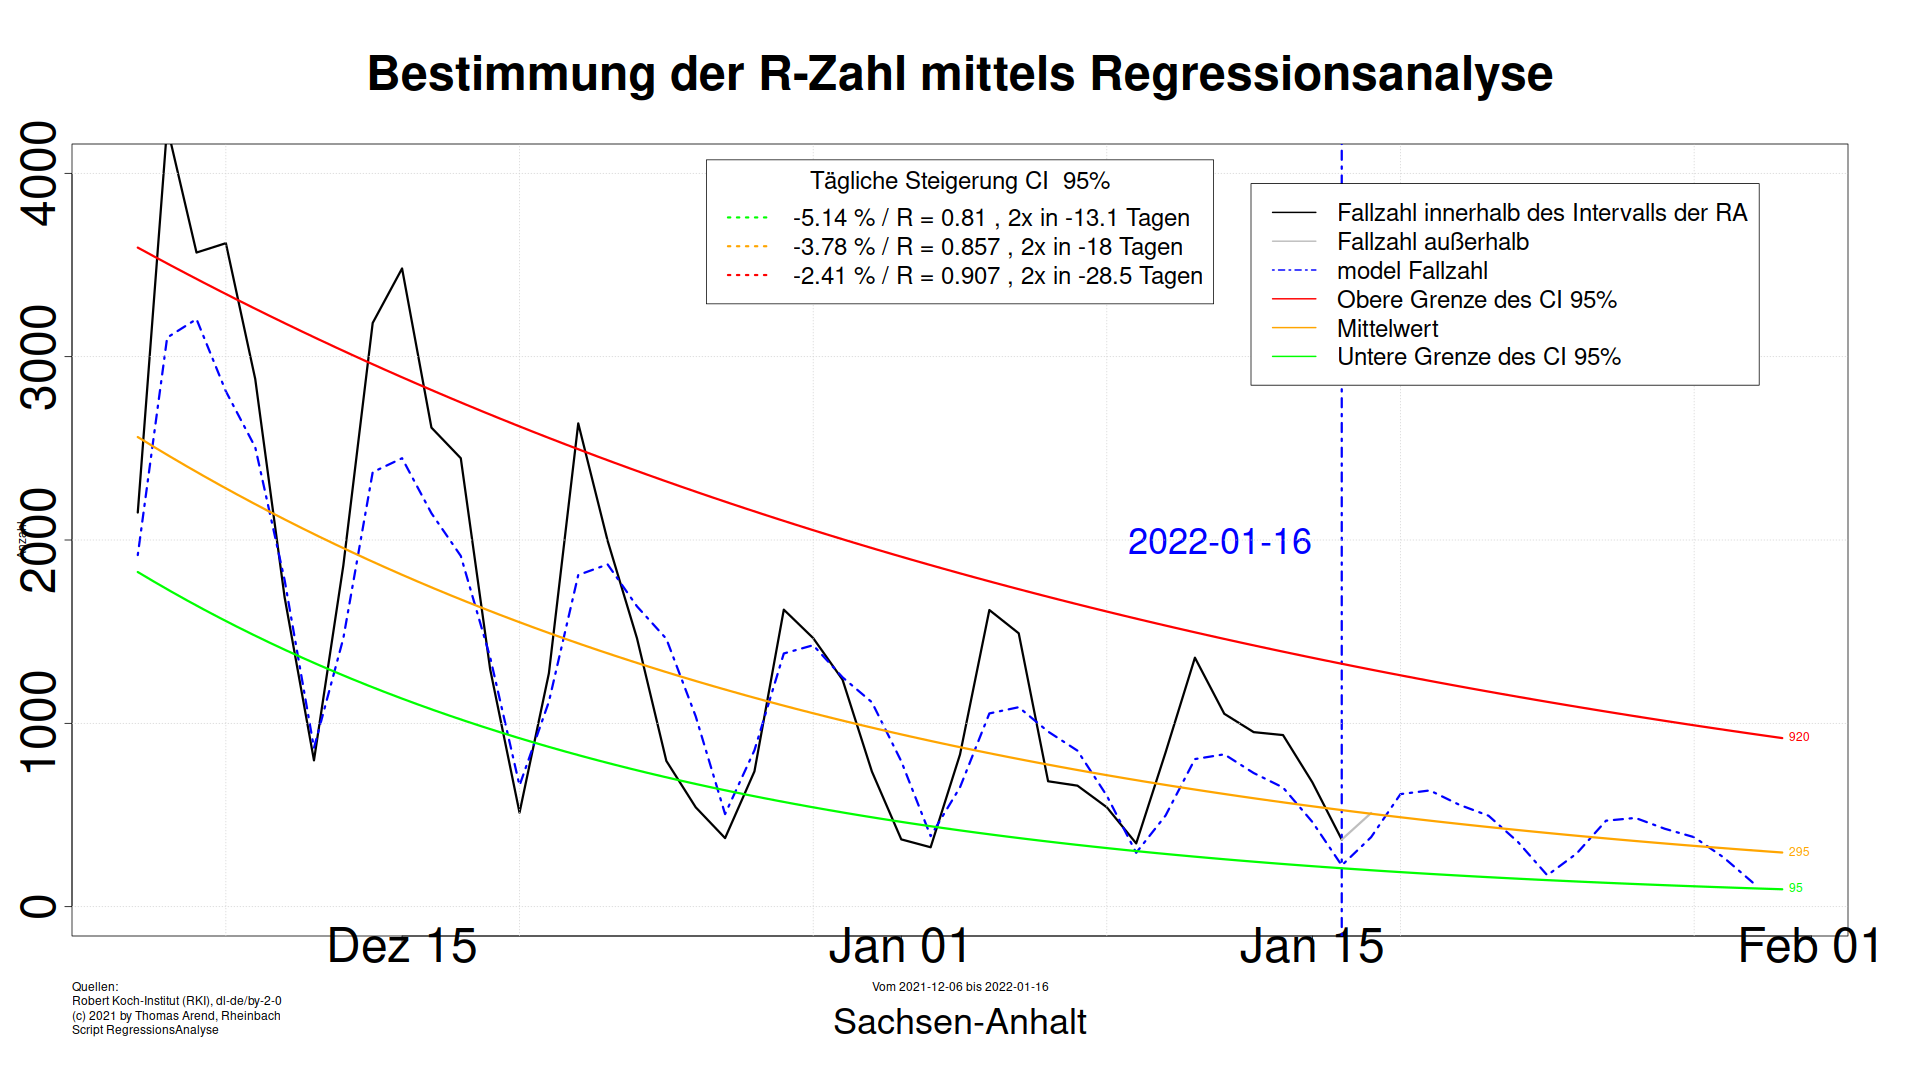 Bestimmung der R-Zahl mittels Regressionsanalyse
4000
3000
2000
1000
0
Anzahl
Tägliche Steigerung CI 95%
-5.14 % / R = 0.81 , 2x in -13.1 Tagen
-3.78 % / R = 0.857 , 2x in -18 Tagen
-2.41 % / R = 0.907 , 2x in -28.5 Tagen
Fallzahl innerhalb des Intervalls der RA
Fallzahl außerhalb
model Fallzahl
Obere Grenze des CI 95%
Mittelwert
Untere Grenze des CI 95%
2022-01-16
920
295
95
Dez 15
Jan 01
Jan 15
Feb 01
Quellen:
Robert Koch-Institut (RKI), dl-de/by-2-0
(c) 2021 by Thomas Arend, Rheinbach
Script RegressionsAnalyse
Vom 2021-12-06 bis 2022-01-16
Sachsen-Anhalt